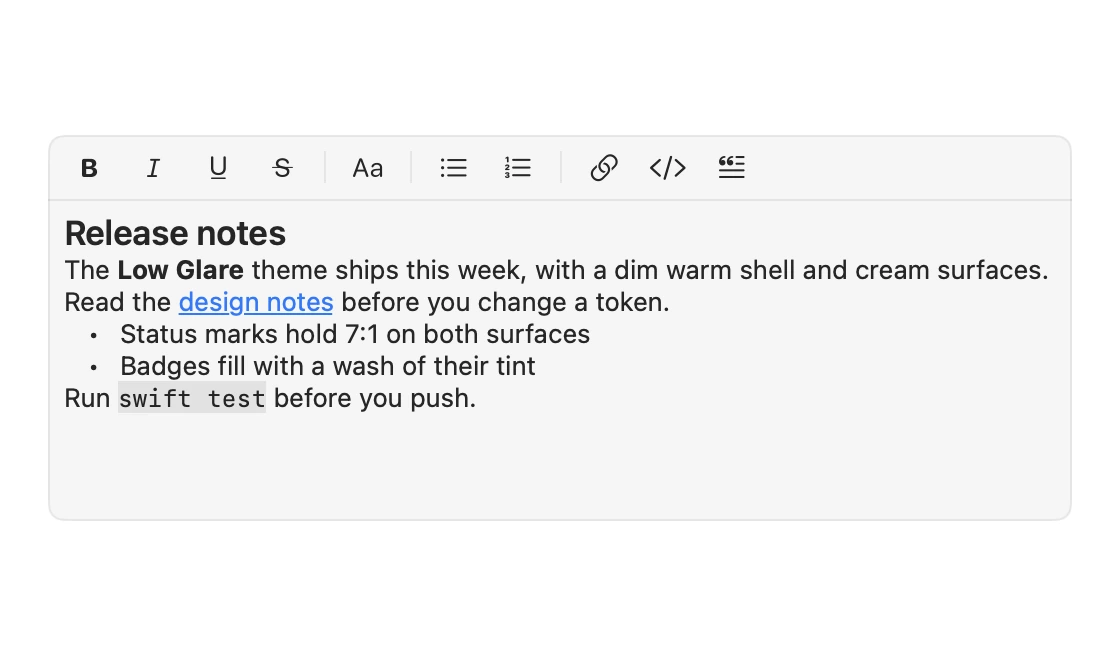 B I U S Aa </>
Release notes
The Low Glare theme ships this week, with a dim warm shell and cream surfaces.
Read the design notes before you change a token.
• Status marks hold 7:1 on both surfaces
• Badges fill with a wash of their tint
Run swift test before you push.